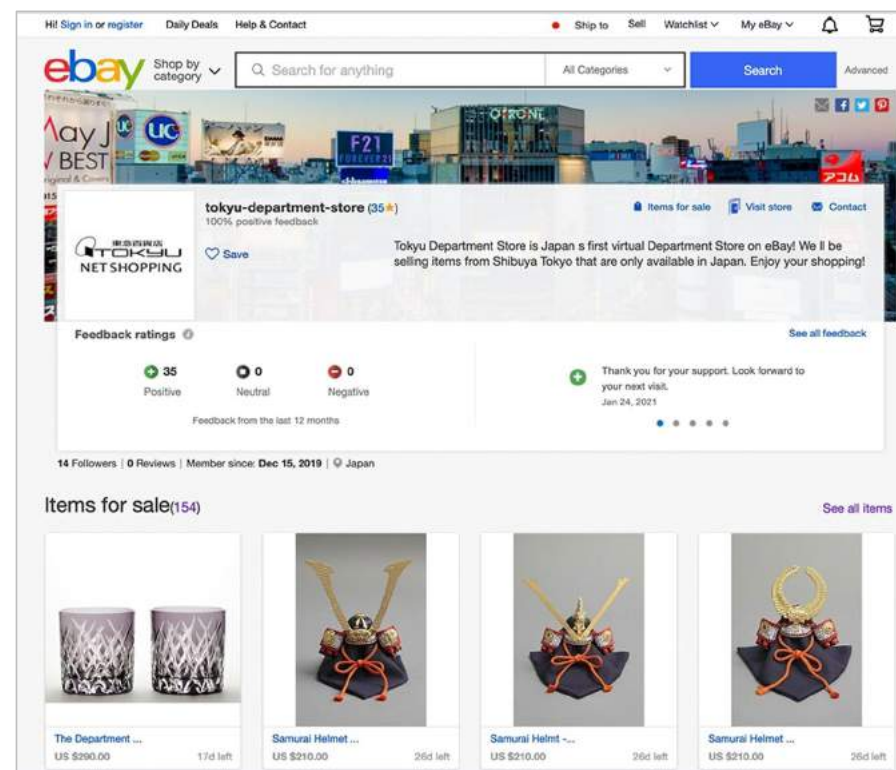 Hi! Sign in or register Daily Deals Help & Contact Ship to Sell Watchlist My eBay
ebay Shop by category Search for anything All Categories Search Advanced
May J
W BEST
UC
UC
F21
FOREVER 21
アコム
tokyu-department-store (35)
100% positive feedback
Save
Items for sale Visit store Contact
Tokyu Department Store is Japan s first virtual Department Store on eBay! We ll be
selling items from Shibuya Tokyo that are only available in Japan. Enjoy your shopping!
東急百貨店
TOKYU
NET SHOPPING
Feedback ratings See all feedback
35 0 0
Positive Neutral Negative
Feedback from the last 12 months
Thank you for your support. Look forward to
your next visit.
Jan 24, 2021
14 Followers | 0 Reviews | Member since: Dec 15, 2019 | Japan
Items for sale(154) See all items
The Department ...
US $290.00 17d left
Samurai Helmet ...
US $210.00 26d left
Samurai Helmt -...
US $210.00 26d left
Samurai Helmet ...
US $210.00 26d left